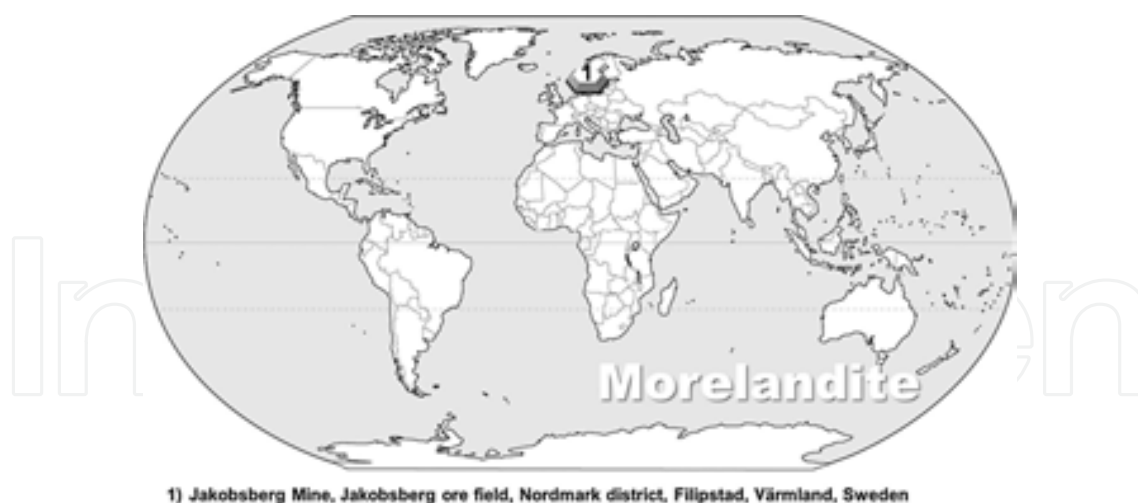 1
Morelandite
1) Jakobsberg Mine, Jakobsberg ore field, Nordmark district, Filipstad, Värmland, Sweden